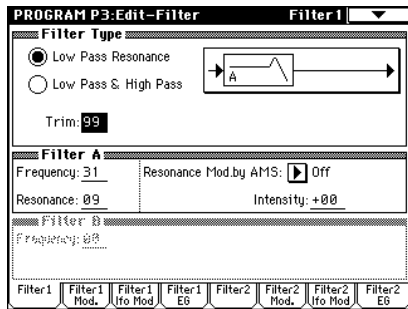 PROGRAM P3:Edit-Filter Filter1
Filter Type
Low Pass Resonance
Low Pass & High Pass
A
Trim: 99
Filter A
Frequency: 31 Resonance Mod.by AMS: Off
Resonance: 09 Intensity: +00
Filter B
Frequency: 00
Filter1 Filter1 Mod. Filter1 lfo Mod Filter1 EG Filter2 Filter2 Mod. Filter2 lfo Mod Filter2 EG